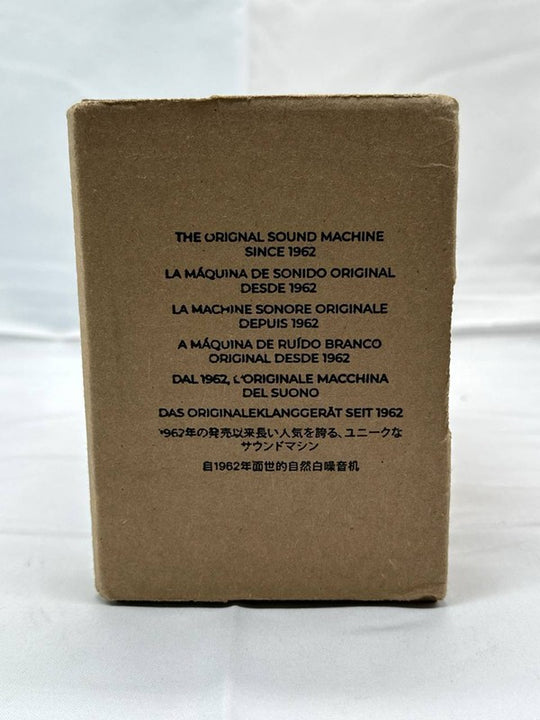 THE ORIGNAL SOUND MACHINE
SINCE 1962
LA MÁQUINA DE SONIDO ORIGINAL
DESDE 1962
LA MACHINE SONORE ORIGINALE
DEPUIS 1962
A MÁQUINA DE RUÍDO BRANCO
ORIGINAL DESDE 1962
DAL 1962, L'ORIGINALE MACCHINA
DEL SUONO
DAS ORIGINALEKLANGGERÄT SEIT 1962
1962年の発売以来長い人気を誇る、ユニークな
サウンドマシン
自1962年面世的自然白噪音机